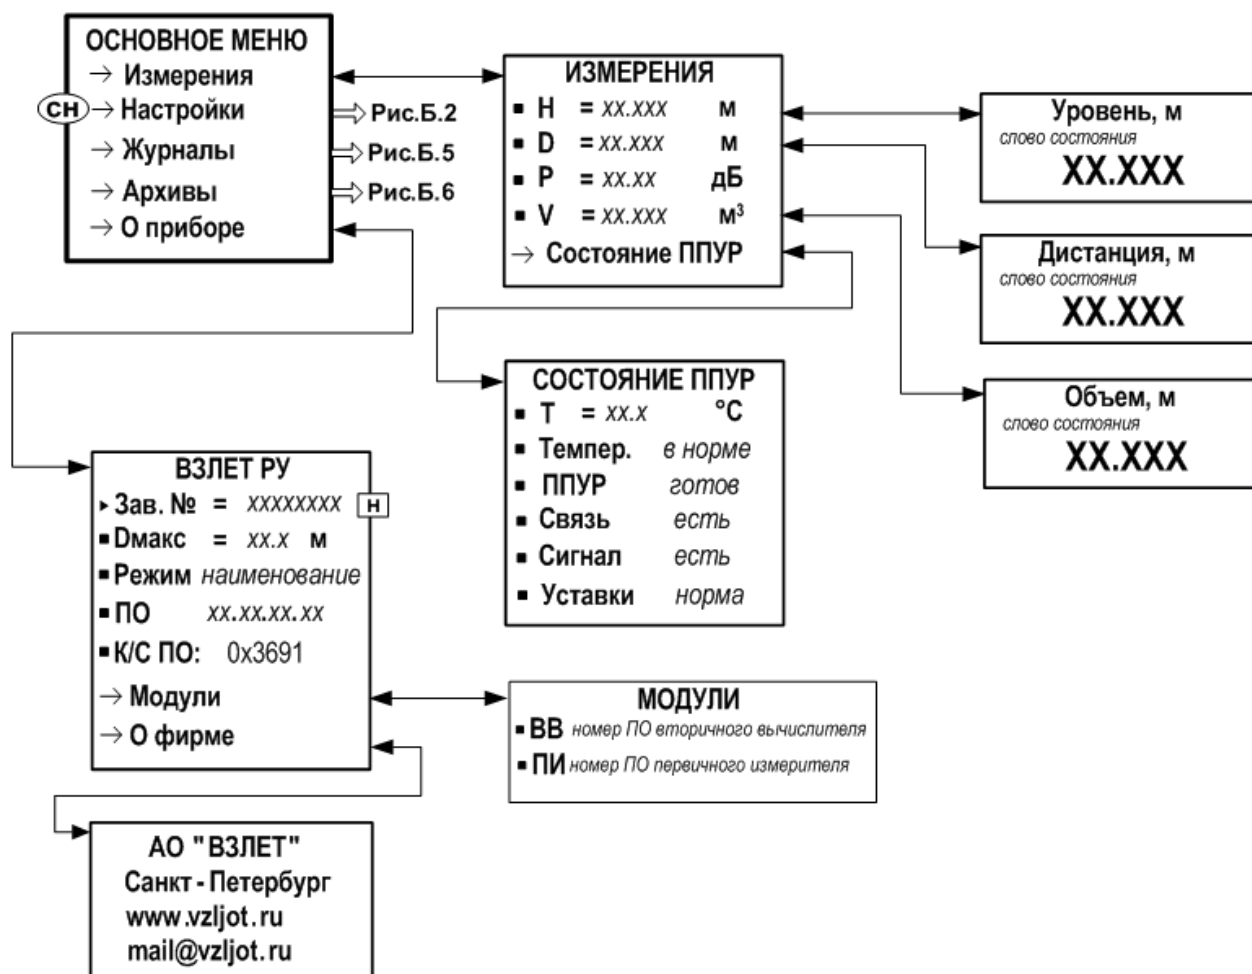 ОСНОВНОЕ МЕНЮ
→ Измерения
СН → Настройки
→ Журналы
→ Архивы
→ О приборе
Рис.Б.2
Рис.Б.5
Рис.Б.6
ИЗМЕРЕНИЯ
▪ H = xx.xxx м
▪ D = xx.xxx м
▪ P = xx.xx дБ
▪ V = xx.xxx м³
→ Состояние ППУР
Уровень, м
слово состояния
XX.XXX
Дистанция, м
слово состояния
XX.XXX
Объем, м
слово состояния
XX.XXX
СОСТОЯНИЕ ППУР
▪ T = xx.x °C
▪ Темпер. в норме
▪ ППУР готов
▪ Связь есть
▪ Сигнал есть
▪ Уставки норма
ВЗЛЕТ РУ
▸ Зав. № = xxxxxxxx Н
▪ Dмакс = xx.x м
▪ Режим наименование
▪ ПО xx.xx.xx.xx
▪ К/С ПО: 0x3691
→ Модули
→ О фирме
МОДУЛИ
▪ ВВ номер ПО вторичного вычислителя
▪ ПИ номер ПО первичного измерителя
АО "ВЗЛЕТ"
Санкт - Петербург
www.vzljot.ru
mail@vzljot.ru